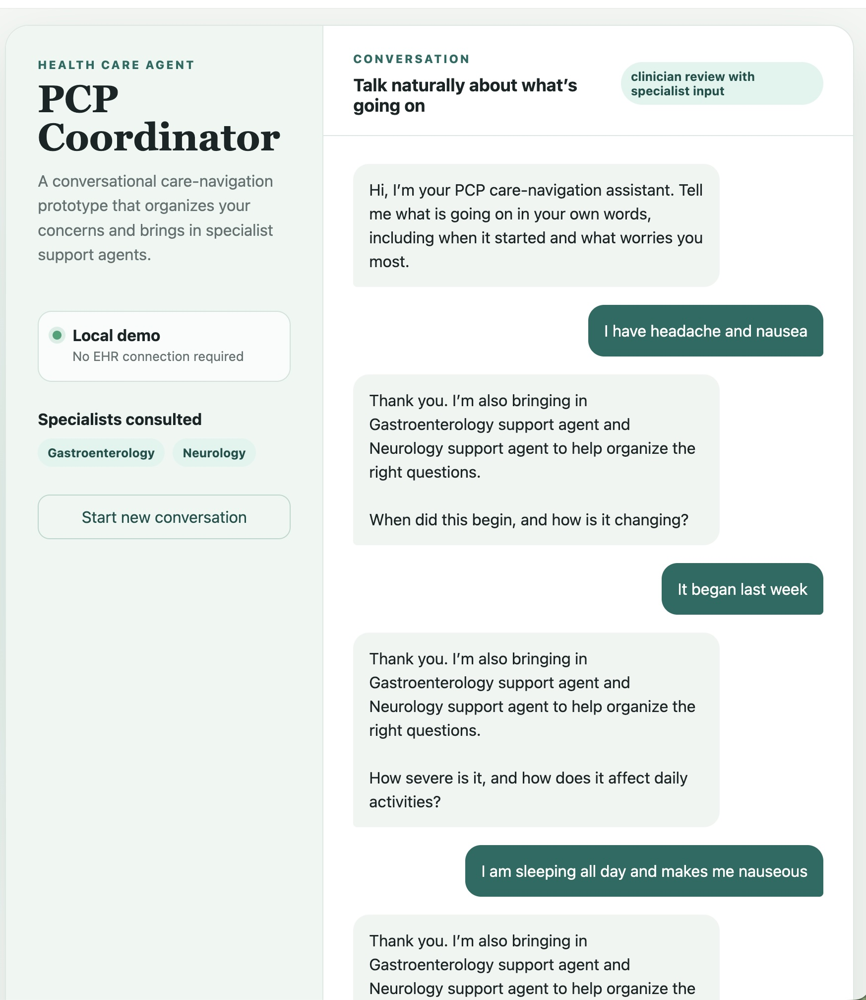 HEALTH CARE AGENT
PCP
Coordinator
A conversational care-navigation
prototype that organizes your
concerns and brings in specialist
support agents.
Local demo
No EHR connection required
Specialists consulted
Gastroenterology
Neurology
Start new conversation
CONVERSATION
Talk naturally about what’s
going on
clinician review with
specialist input
Hi, I’m your PCP care-navigation assistant. Tell
me what is going on in your own words,
including when it started and what worries you
most.
I have headache and nausea
Thank you. I’m also bringing in
Gastroenterology support agent and
Neurology support agent to help organize the
right questions.
When did this begin, and how is it changing?
It began last week
Thank you. I’m also bringing in
Gastroenterology support agent and
Neurology support agent to help organize the
right questions.
How severe is it, and how does it affect daily
activities?
I am sleeping all day and makes me nauseous
Thank you. I’m also bringing in
Gastroenterology support agent and
Neurology support agent to help organize the